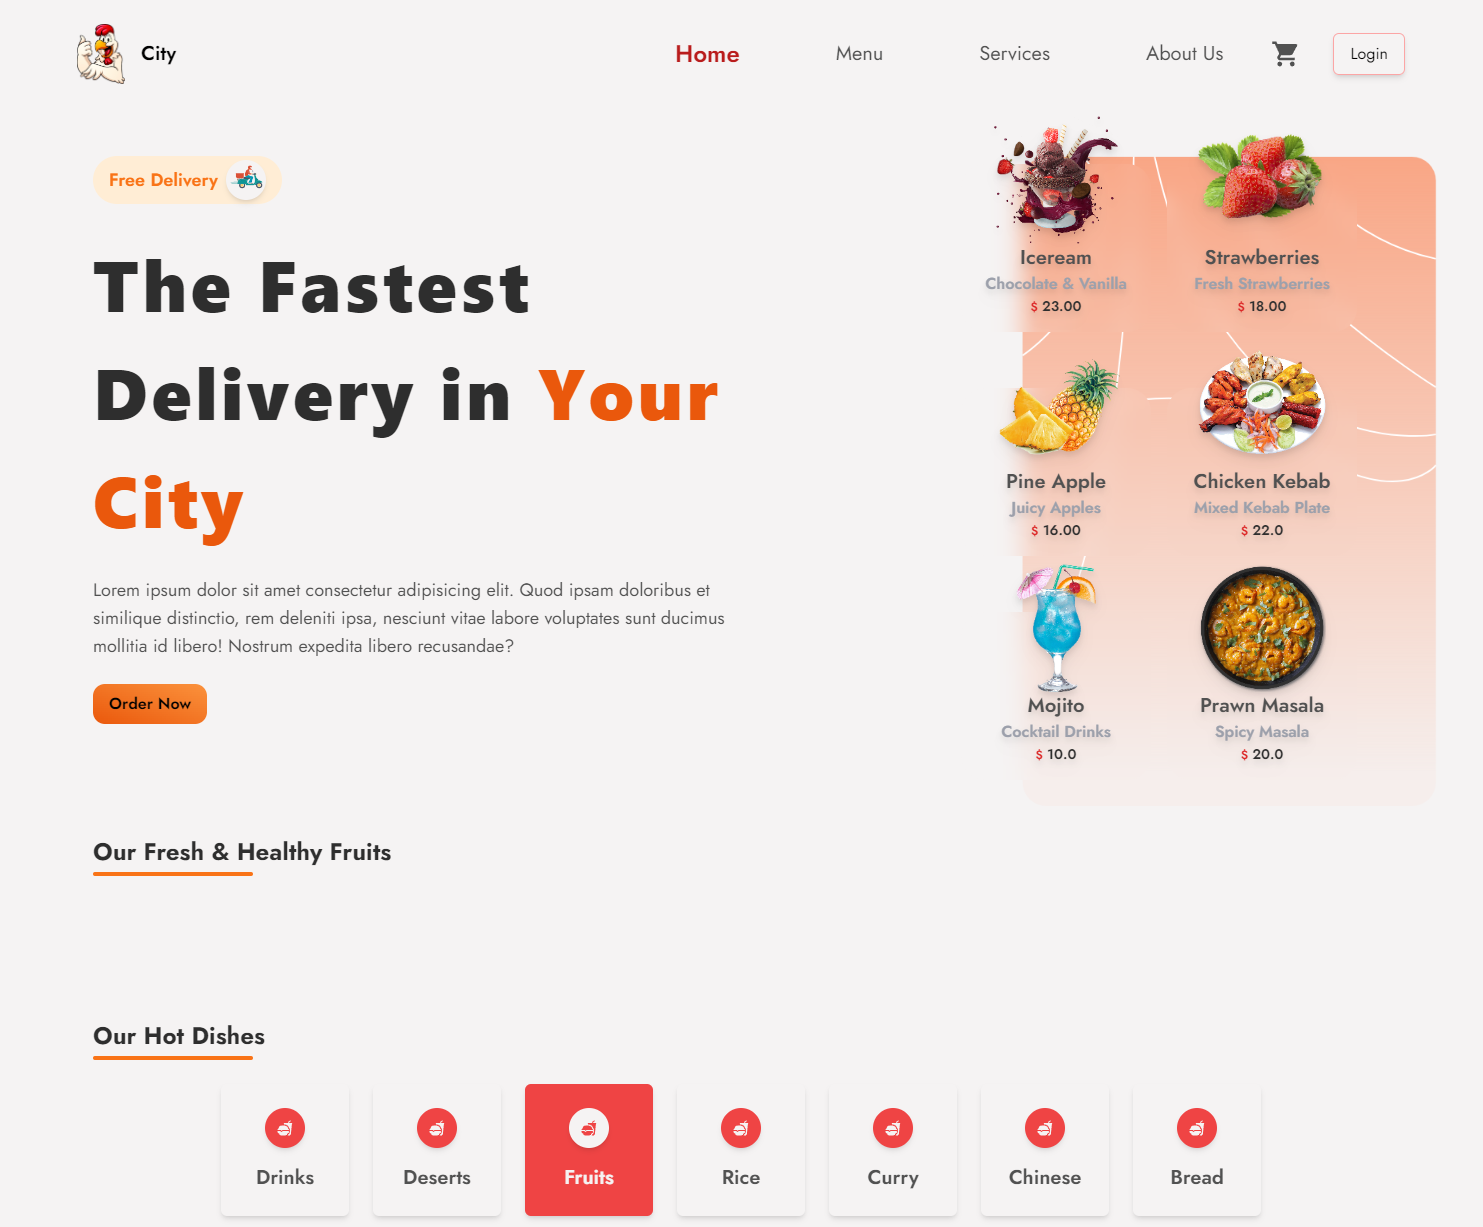 City
Home
Menu
Services
About Us
Login
Free Delivery
The Fastest
Delivery in Your
City
Lorem ipsum dolor sit amet consectetur adipisicing elit. Quod ipsam doloribus et
similique distinctio, rem deleniti ipsa, nesciunt vitae labore voluptates sunt ducimus
mollitia id libero! Nostrum expedita libero recusandae?
Order Now
Iceream
Chocolate & Vanilla
$ 23.00
Strawberries
Fresh Strawberries
$ 18.00
Pine Apple
Juicy Apples
$ 16.00
Chicken Kebab
Mixed Kebab Plate
$ 22.0
Mojito
Cocktail Drinks
$ 10.0
Prawn Masala
Spicy Masala
$ 20.0
Our Fresh & Healthy Fruits
Our Hot Dishes
Drinks
Deserts
Fruits
Rice
Curry
Chinese
Bread